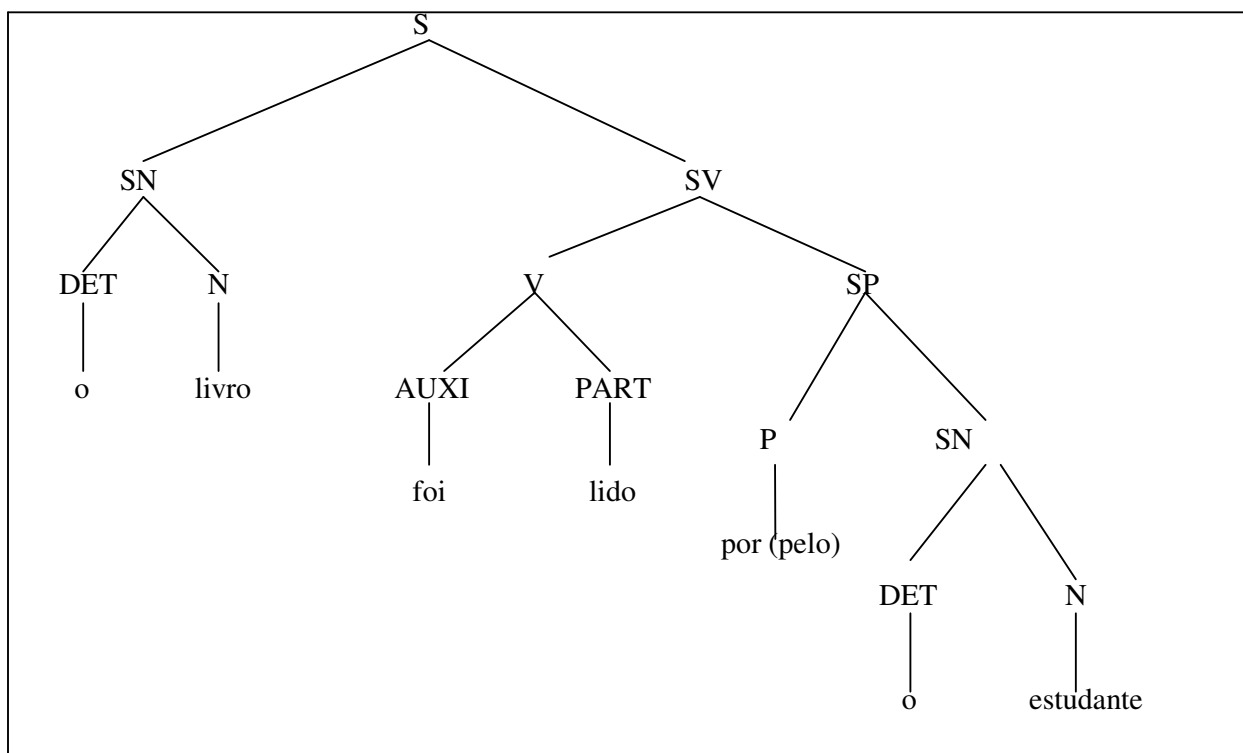 S
SN SV
DET N V SP
o livro AUXI PART
P SN
foi lido
por (pelo)
DET N
o estudante